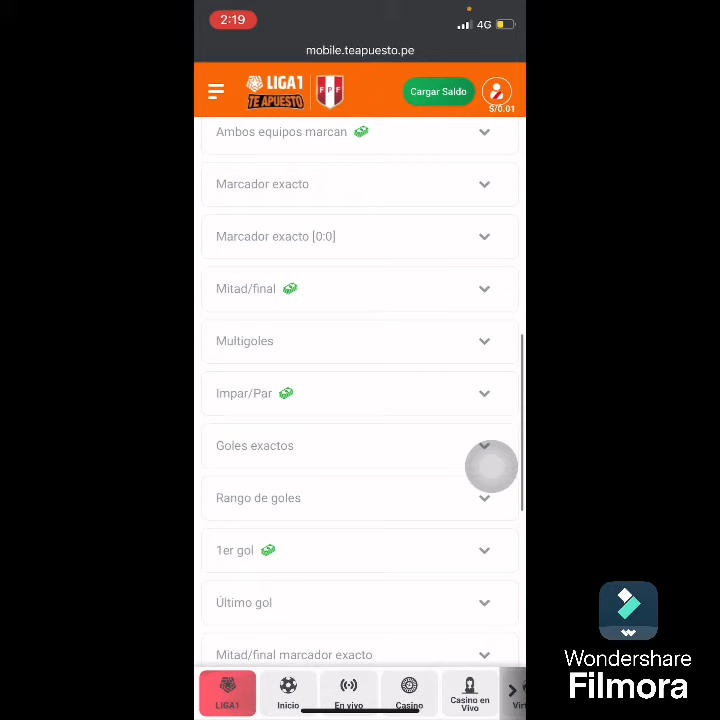 2:19
4G
mobile.teapuesto.pe
LIGA1
TE APUESTO
FPF
Cargar Saldo
S/0.01
Ambos equipos marcan
Marcador exacto
Marcador exacto [0:0]
Mitad/final
Multigoles
Impar/Par
Goles exactos
Rango de goles
1er gol
Último gol
Mitad/final marcador exacto
LIGA1
Inicio
En vivo
Casino
Casino en
Vivo
Wondershare
Filmora